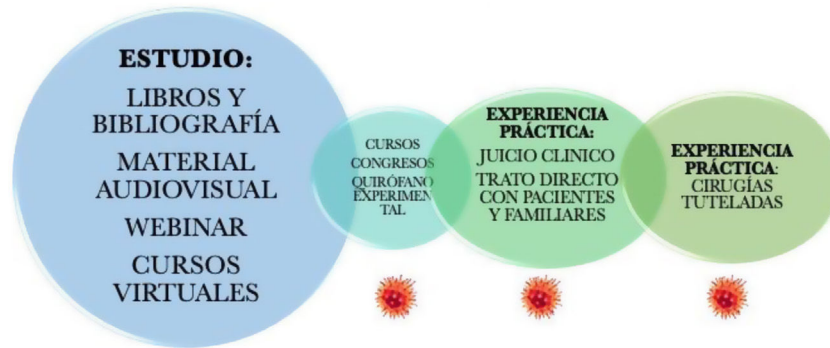 ESTUDIO:
LIBROS Y
BIBLIOGRAFÍA
MATERIAL
AUDIOVISUAL
WEBINAR
CURSOS
VIRTUALES
CURSOS
CONGRESOS
QUIRÓFANO
EXPERIMEN
TAL
EXPERIENCIA
PRÁCTICA:
JUICIO CLINICO
TRATO DIRECTO
CON PACIENTES
Y FAMILIARES
EXPERIENCIA
PRÁCTICA:
CIRUGÍAS
TUTELADAS